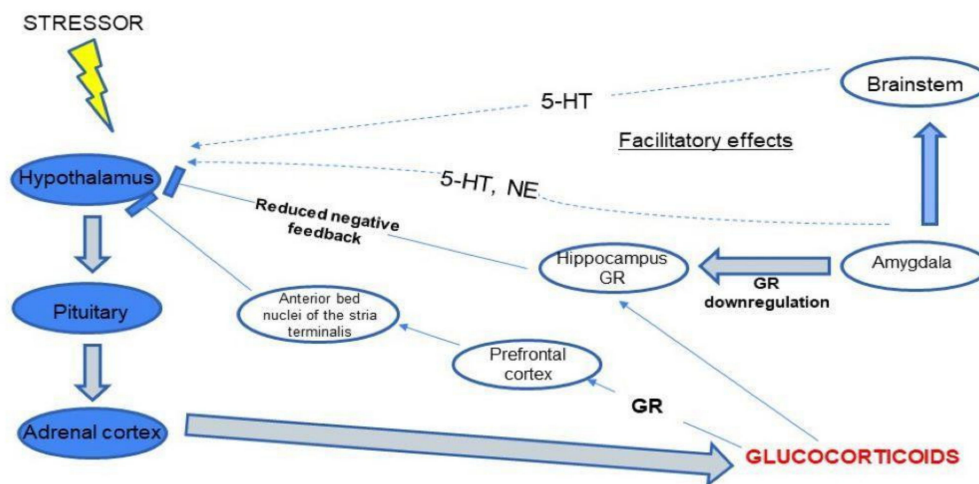 STRESSOR
Brainstem
5-HT
Facilitatory effects
Hypothalamus
5-HT, NE
Reduced negative
feedback
Hippocampus
GR
Amygdala
GR
downregulation
Anterior bed
nuclei of the stria
terminalis
Pituitary
Prefrontal
cortex
GR
Adrenal cortex
GLUCOCORTICOIDS